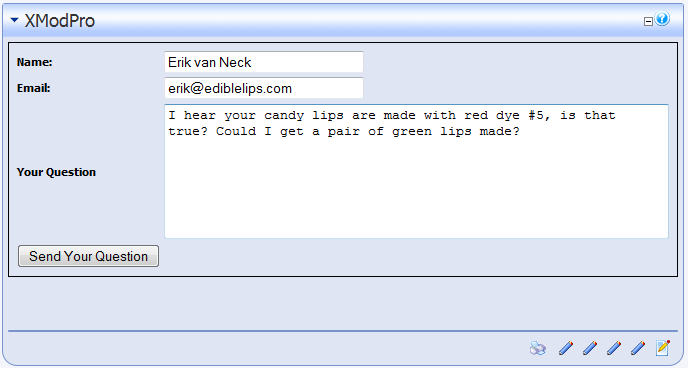 XModPro
Name: Erik van Neck
Email: erik@ediblelips.com
I hear your candy lips are made with red dye #5, is that
true? Could I get a pair of green lips made?
Your Question
Send Your Question